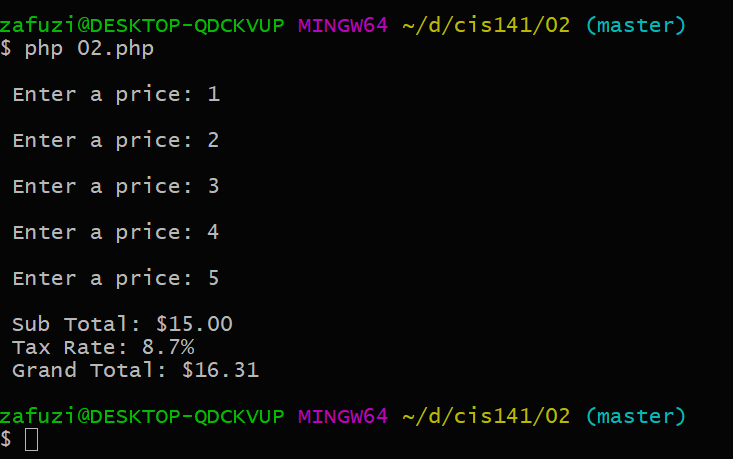 zafuzi@DESKTOP-QDCKVUP MINGW64 ~/d/cis141/02 (master)
$ php 02.php
Enter a price: 1
Enter a price: 2
Enter a price: 3
Enter a price: 4
Enter a price: 5
Sub Total: $15.00
Tax Rate: 8.7%
Grand Total: $16.31
zafuzi@DESKTOP-QDCKVUP MINGW64 ~/d/cis141/02 (master)
$